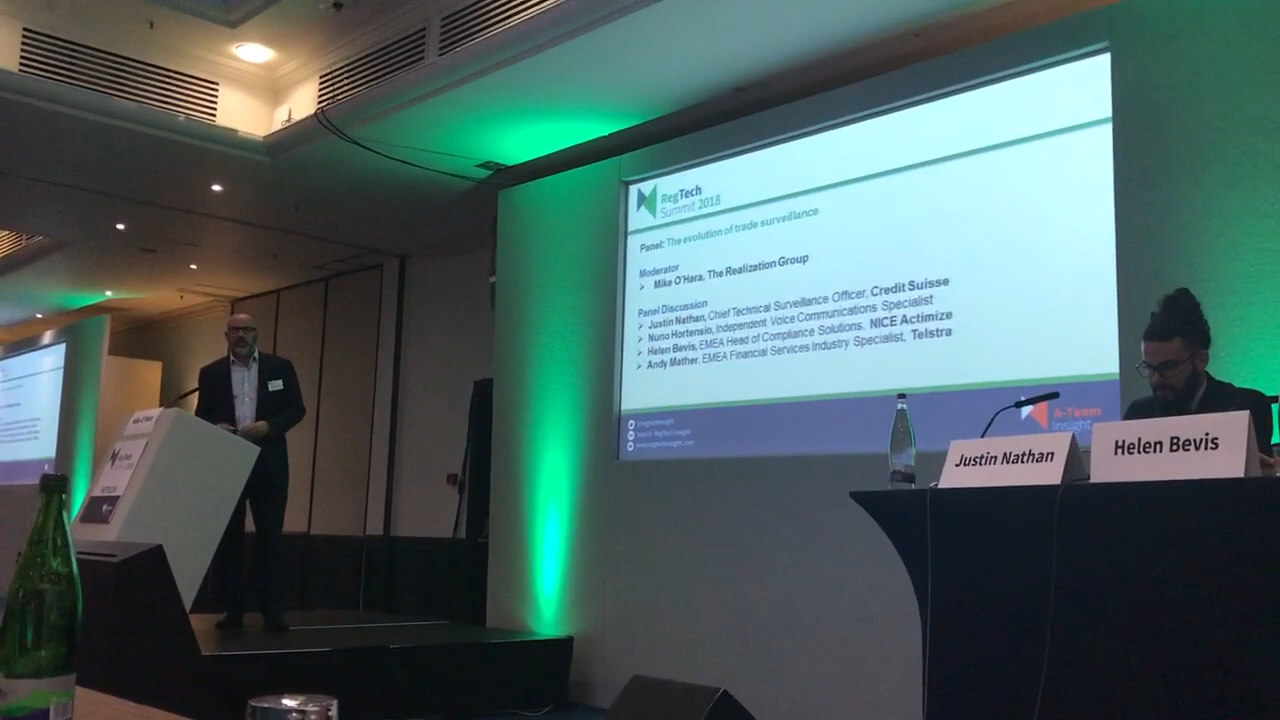 RegTech
Summit 2018
Panel: The evolution of trade surveillance
Moderator
Mike O'Hara, The Realization Group
Panel Discussion
Justin Nathan, Chief Technical Surveillance Officer, Credit Suisse
Nuno Hortensio, Independent Voice Communications Specialist
Helen Bevis, EMEA Head of Compliance Solutions, NICE Actimize
Andy Mather, EMEA Financial Services Industry Specialist, Telstra
A-Team
Insight
Justin Nathan
Helen Bevis
RegTech